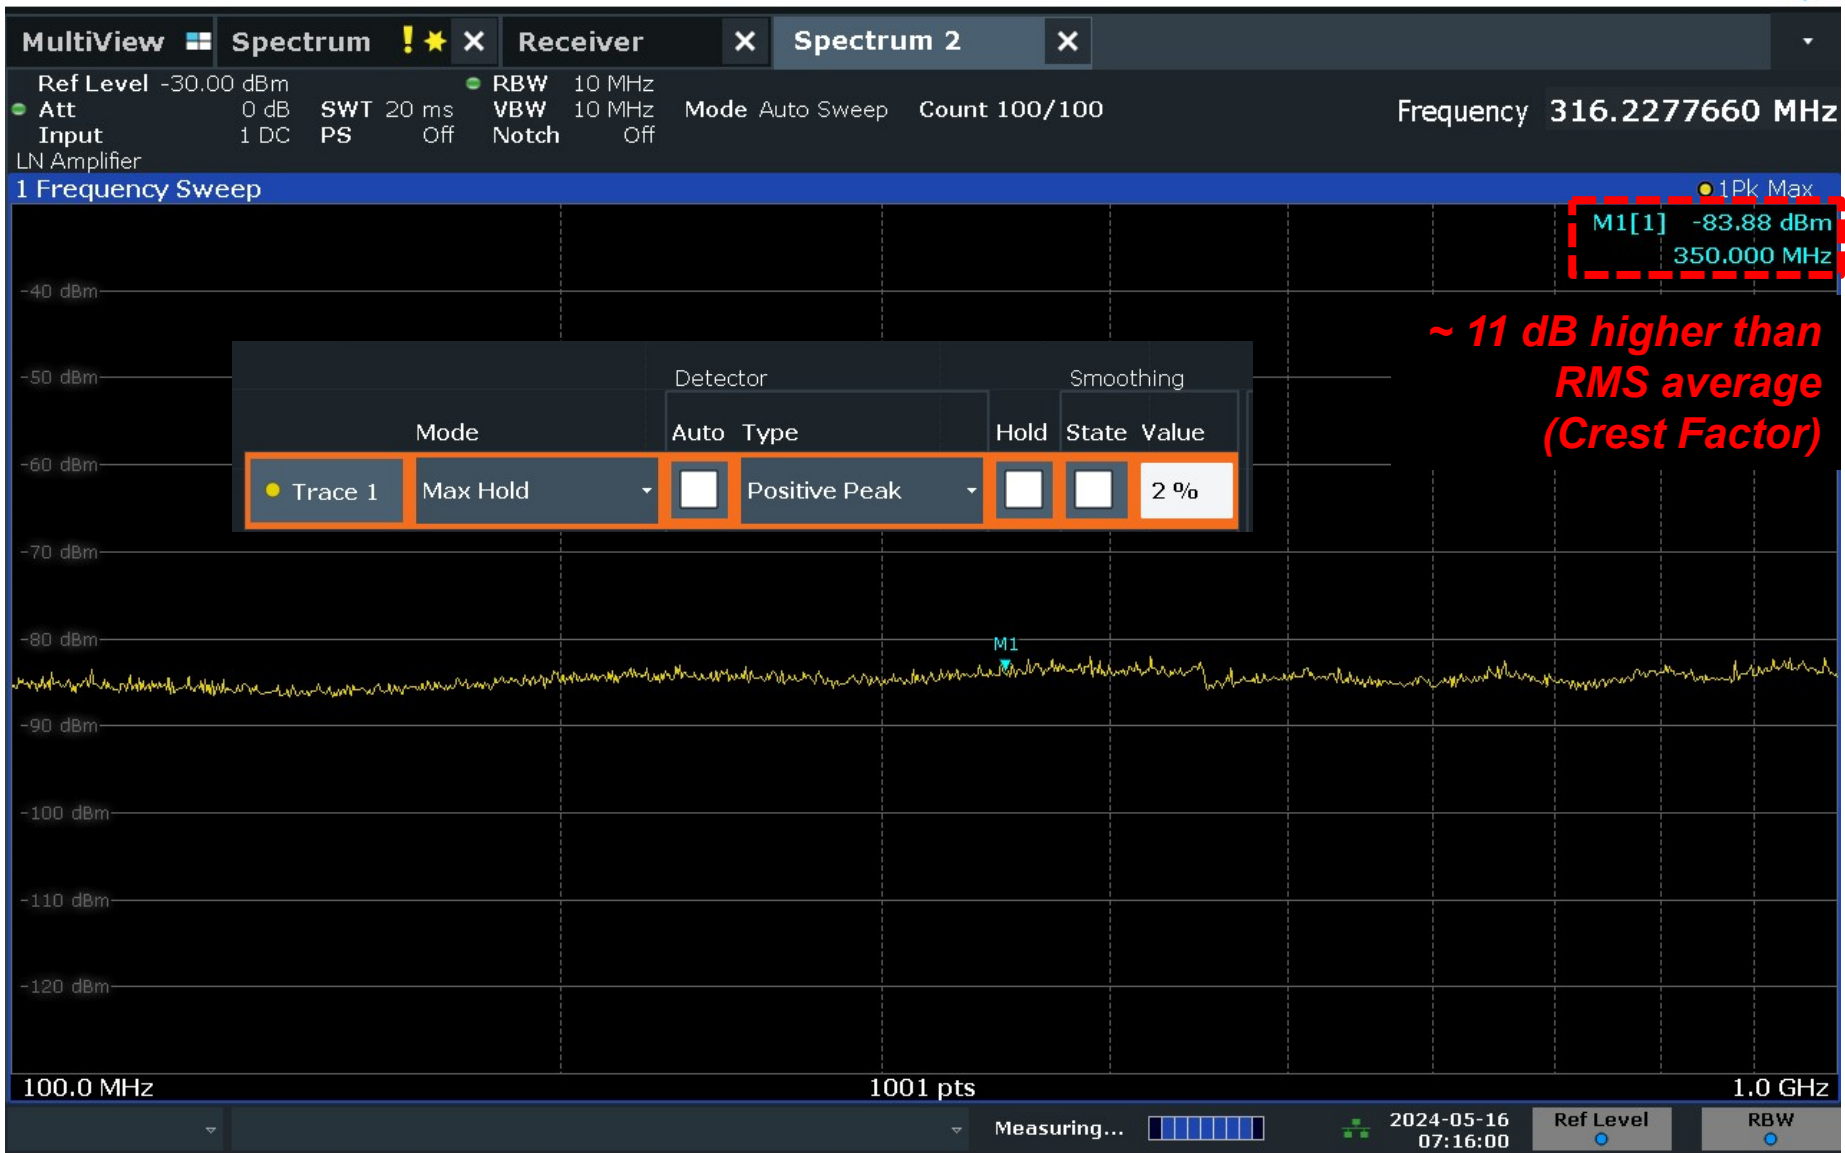 MultiView Spectrum ! Receiver Spectrum 2
Ref Level -30.00 dBm RBW 10 MHz
Att 0 dB SWT 20 ms VBW 10 MHz Mode Auto Sweep Count 100/100 Frequency 316.2277660 MHz
Input 1 DC PS Off Notch Off
LN Amplifier
1 Frequency Sweep 1Pk Max
M1[1] -83.88 dBm
350.000 MHz
-40 dBm
~ 11 dB higher than
RMS average
(Crest Factor)
-50 dBm
Detector Smoothing
Mode Auto Type Hold State Value
-60 dBm
Trace 1 Max Hold Positive Peak 2 %
-70 dBm
-80 dBm
M1
-90 dBm
-100 dBm
-110 dBm
-120 dBm
100.0 MHz 1001 pts 1.0 GHz
Measuring... 2024-05-16 Ref Level RBW
07:16:00